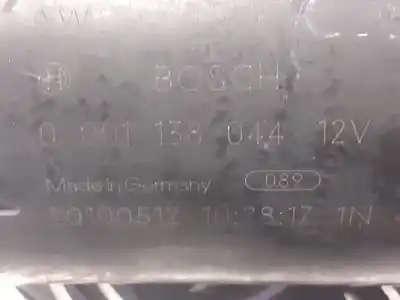 BOSCH
0 001 138 044 12V
Made in Germany 089
20100512 10:28:17 1N